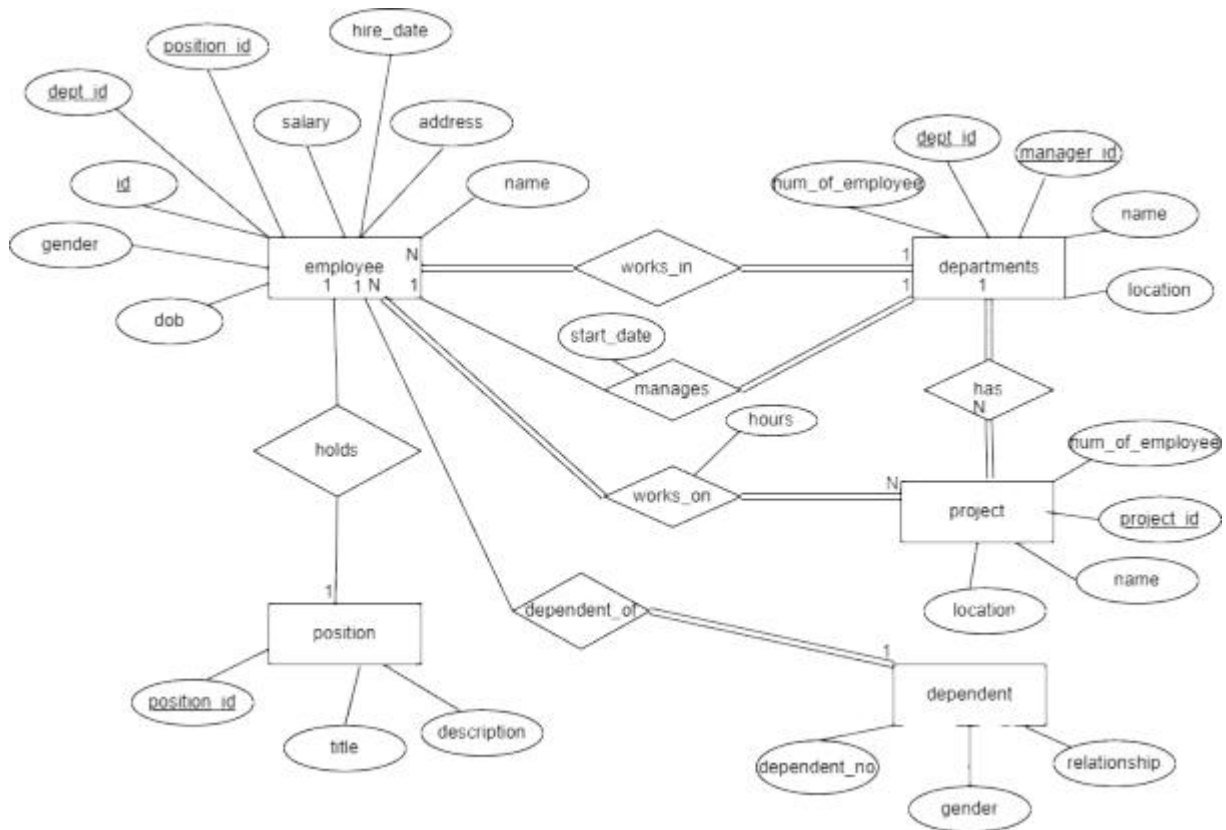 hire_date
position_id
dept_id
salary
address
id
name
gender
dob
employee
N
1
1
1
N
works_in
1
1
1
departments
num_of_employee
dept_id
manager_id
name
location
start_date
manages
has
N
hours
works_on
N
holds
num_of_employee
project
project_id
name
location
dependent_of
1
1
position
position_id
title
description
dependent
dependent_no
gender
relationship